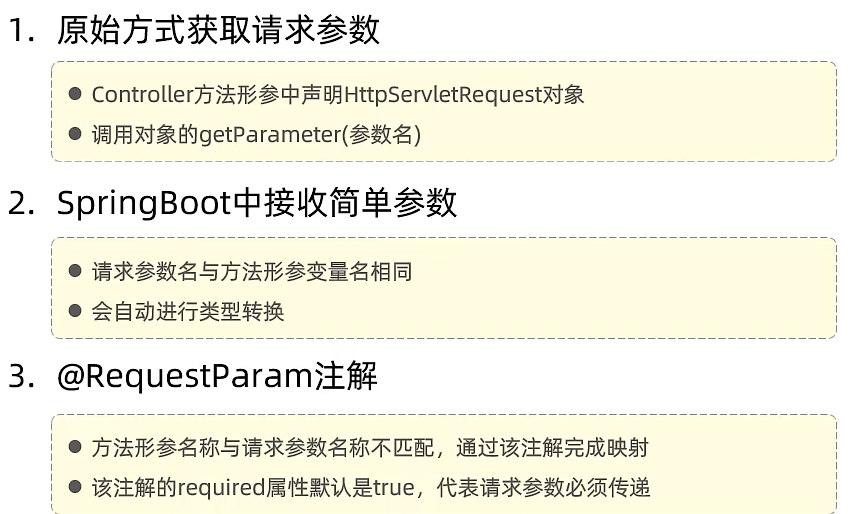 1. 原始方式获取请求参数
● Controller方法形参中声明HttpServletRequest对象
● 调用对象的getParameter(参数名)
2. SpringBoot中接收简单参数
● 请求参数名与方法形参变量名相同
● 会自动进行类型转换
3. @RequestParam注解
● 方法形参名称与请求参数名称不匹配，通过该注解完成映射
● 该注解的required属性默认是true，代表请求参数必须传递